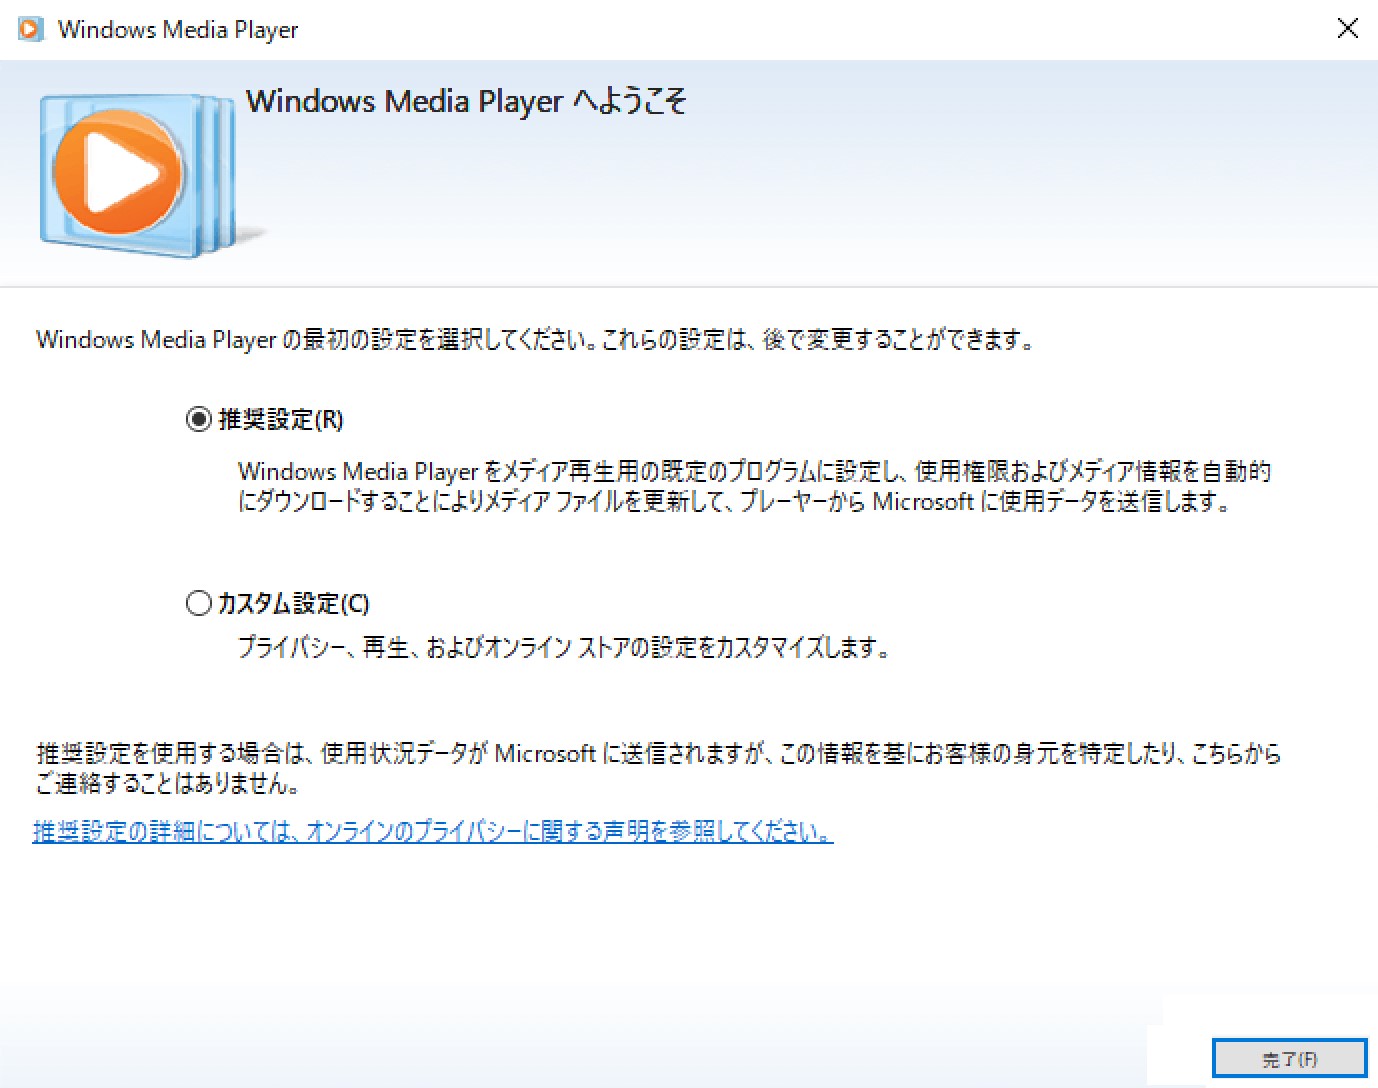 Windows Media Player
Windows Media Player へようこそ
Windows Media Player の最初の設定を選択してください。これらの設定は、後で変更することができます。
推奨設定(R)
Windows Media Player をメディア再生用の既定のプログラムに設定し、使用権限およびメディア情報を自動的
にダウンロードすることによりメディア ファイルを更新して、プレーヤーから Microsoft に使用データを送信します。
カスタム設定(C)
プライバシー、再生、およびオンライン ストアの設定をカスタマイズします。
推奨設定を使用する場合は、使用状況データが Microsoft に送信されますが、この情報を基にお客様の身元を特定したり、こちらから
ご連絡することはありません。
推奨設定の詳細については、オンラインのプライバシーに関する声明を参照してください。
完了(F)